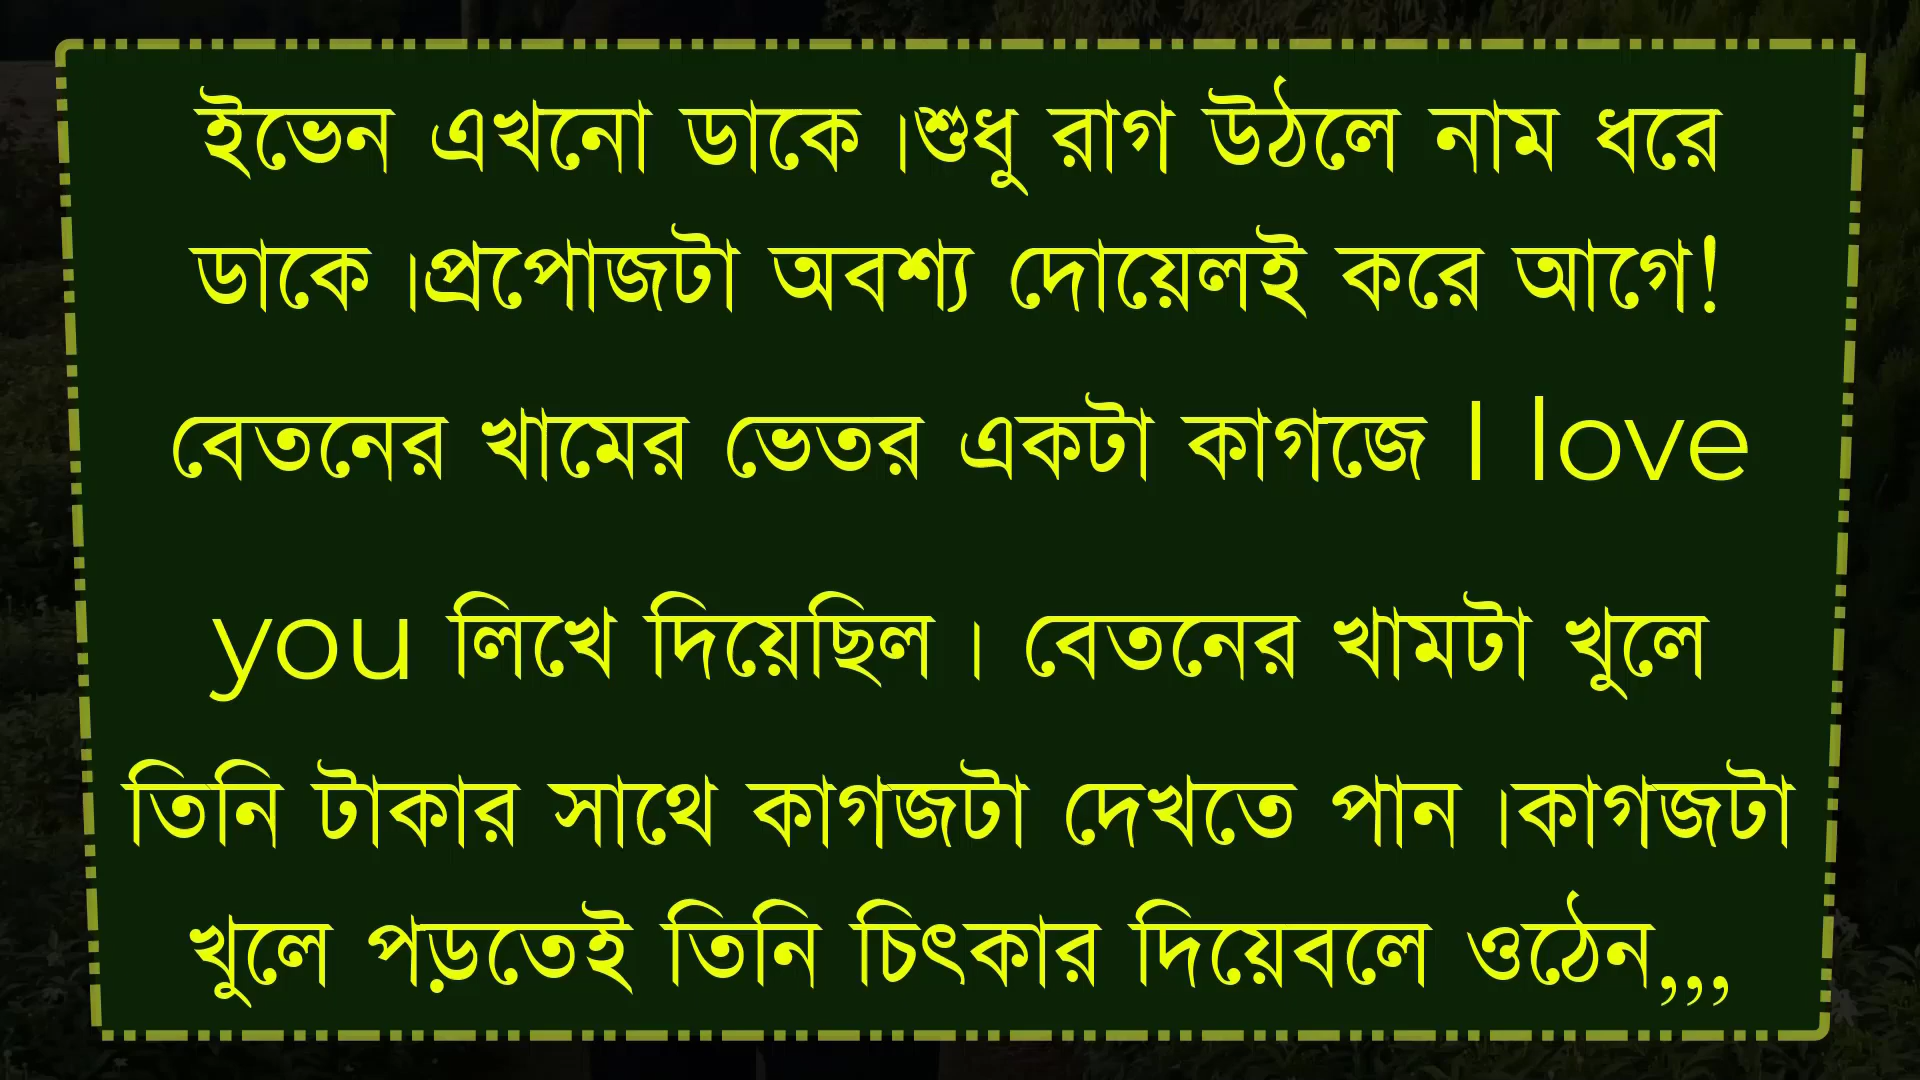 ইভেন এখনো ডাকে ।শুধু রাগ উঠলে নাম ধরে
ডাকে ।প্রপোজটা অবশ্য দোয়েলই করে আগে!
বেতনের খামের ভেতর একটা কাগজে I love
you লিখে দিয়েছিল । বেতনের খামটা খুলে
তিনি টাকার সাথে কাগজটা দেখতে পান ।কাগজটা
খুলে পড়তেই তিনি চিৎকার দিয়েবলে ওঠেন,,,